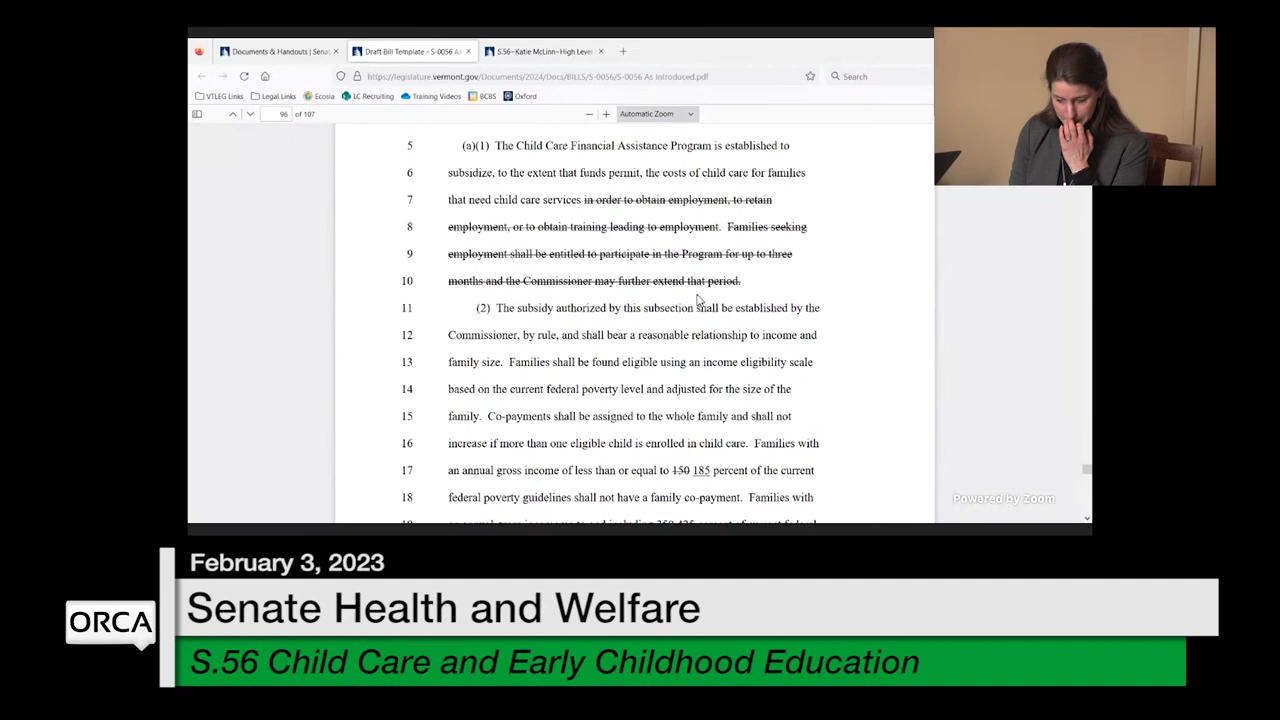 Documents & Handouts | Senat
Draft Bill Template - S-0056 As
S.56~Katie McLinn~High Level
https://legislature.vermont.gov/Documents/2024/Docs/BILLS/S-0056/S-0056 As Introduced.pdf
Search
VTLEG Links
Legal Links
Ecosia
LC Recruiting
Training Videos
BCBS
Oxford
96 of 107
Automatic Zoom
5 (a)(1) The Child Care Financial Assistance Program is established to
6 subsidize, to the extent that funds permit, the costs of child care for families
7 that need child care services in order to obtain employment, to retain
8 employment, or to obtain training leading to employment. Families seeking
9 employment shall be entitled to participate in the Program for up to three
10 months and the Commissioner may further extend that period.
11 (2) The subsidy authorized by this subsection shall be established by the
12 Commissioner, by rule, and shall bear a reasonable relationship to income and
13 family size. Families shall be found eligible using an income eligibility scale
14 based on the current federal poverty level and adjusted for the size of the
15 family. Co-payments shall be assigned to the whole family and shall not
16 increase if more than one eligible child is enrolled in child care. Families with
17 an annual gross income of less than or equal to 150 185 percent of the current
18 federal poverty guidelines shall not have a family co-payment. Families with
Powered by Zoom
February 3, 2023
ORCA
Senate Health and Welfare
S.56 Child Care and Early Childhood Education